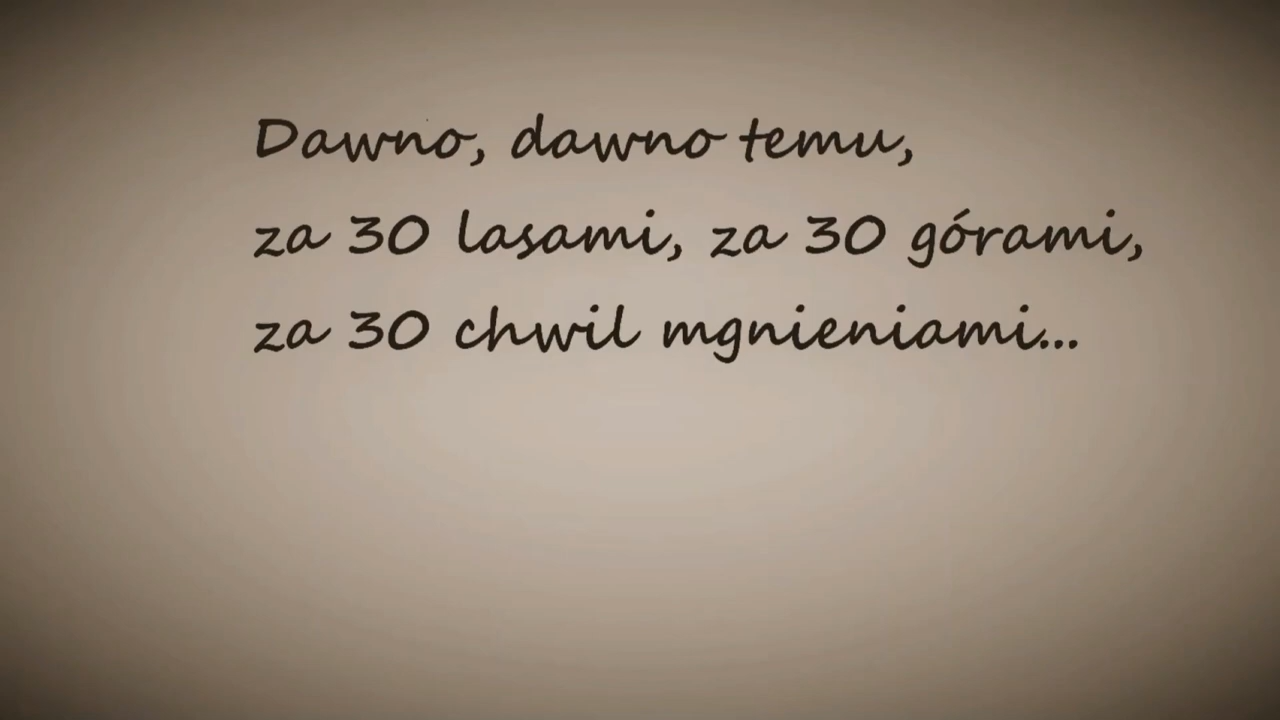 Dawno, dawno temu,
za 30 lasami, za 30 górami,
za 30 chwil mgnieniami...